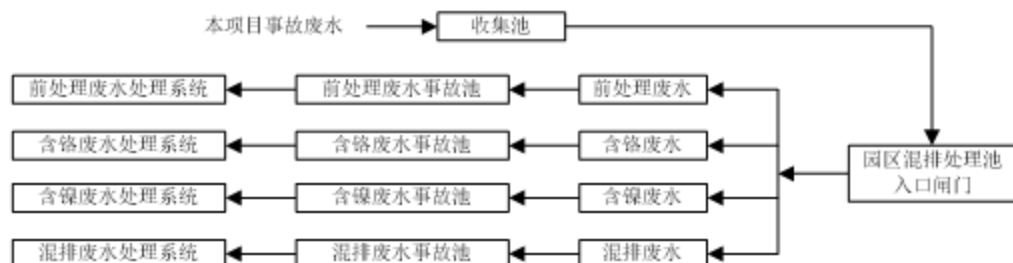 本项目事故废水
收集池
前处理废水处理系统
前处理废水事故池
前处理废水
含铬废水处理系统
含铬废水事故池
含铬废水
园区混排处理池
入口闸门
含镍废水处理系统
含镍废水事故池
含镍废水
混排废水处理系统
混排废水事故池
混排废水